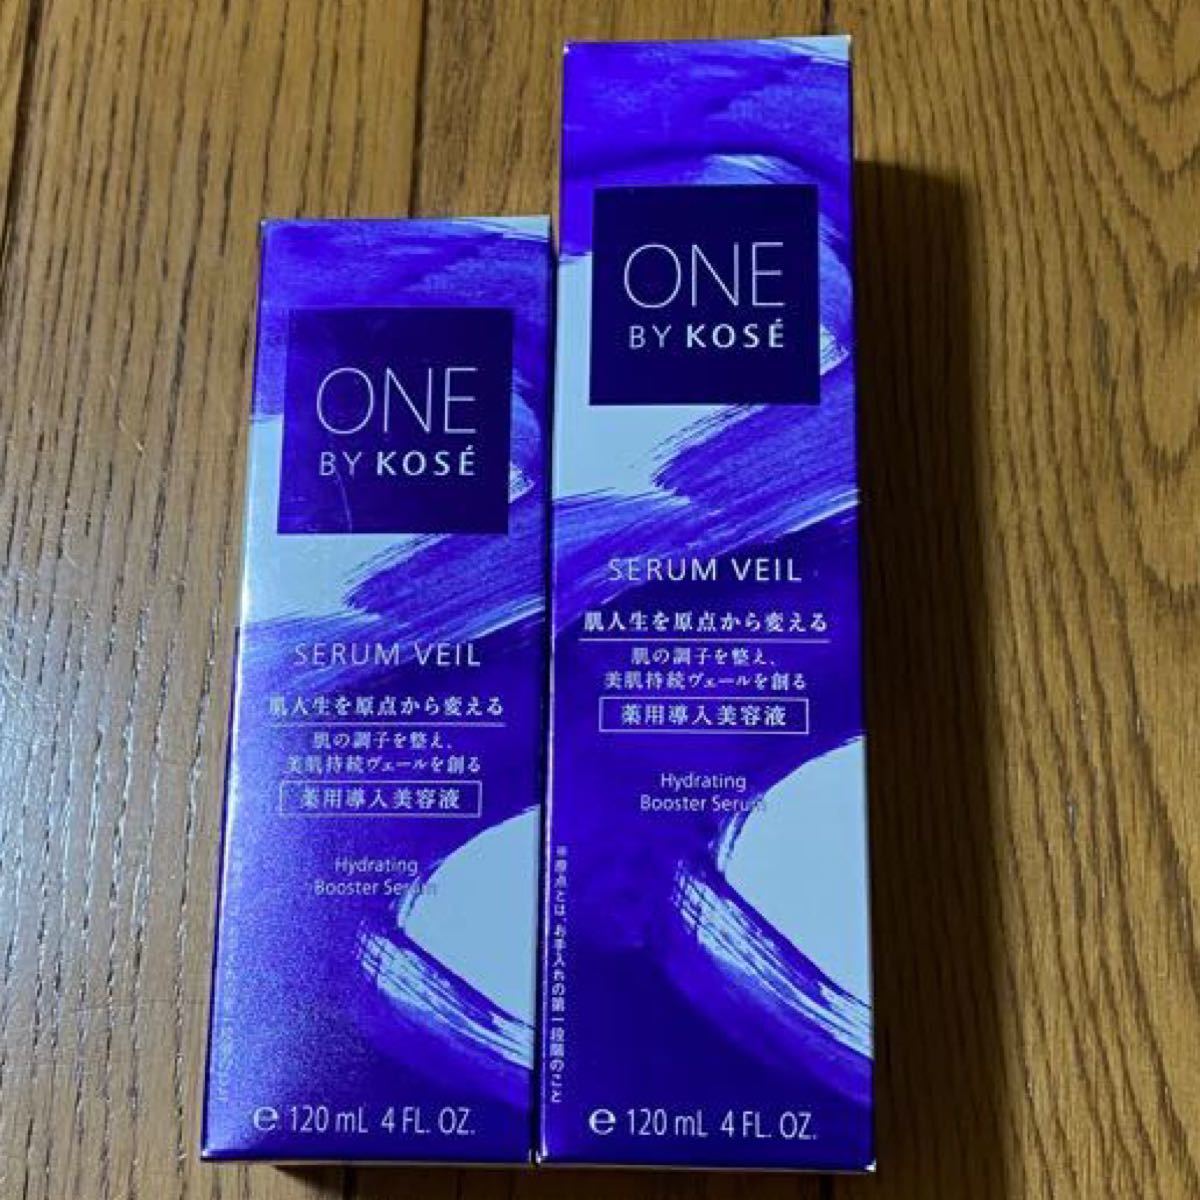 ONE
BY KOSÉ
SERUM VEIL
肌人生を原点から変える
肌の調子を整え、
美肌持続ヴェールを創る
薬用導入美容液
Hydrating
Booster Serum
℮ 120 mL 4 FL. OZ.
ONE
BY KOSÉ
SERUM VEIL
肌人生を原点から変える
肌の調子を整え、
美肌持続ヴェールを創る
薬用導入美容液
Hydrating
Booster Serum
※原点とは、お手入れの第一段階のこと
℮ 120 mL 4 FL. OZ.